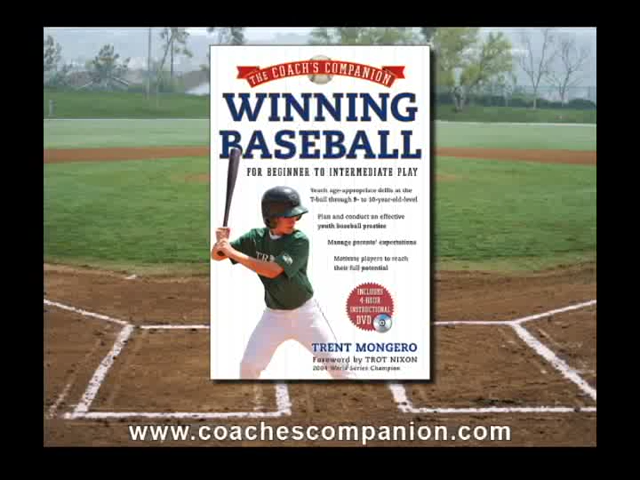 THE COACH'S COMPANION
WINNING
BASEBALL
FOR BEGINNER TO INTERMEDIATE PLAY
Teach age-appropriate drills at the
T-ball through 9- to 10-year-old-level
Plan and conduct an effective
youth baseball practice
Manage parents' expectations
Motivate players to reach
their full potential
INCLUDES
4-HOUR
INSTRUCTIONAL
DVD
TRENT MONGERO
Foreword by TROT NIXON
2004 World Series Champion
www.coachescompanion.com